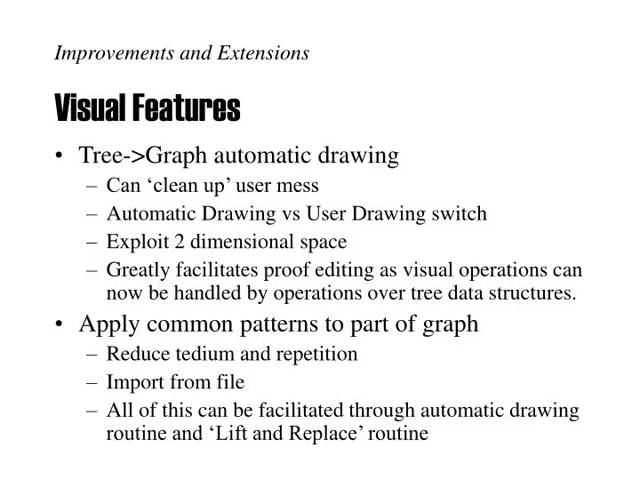 Improvements and Extensions
Visual Features
• Tree->Graph automatic drawing
– Can ‘clean up’ user mess
– Automatic Drawing vs User Drawing switch
– Exploit 2 dimensional space
– Greatly facilitates proof editing as visual operations can
now be handled by operations over tree data structures.
• Apply common patterns to part of graph
– Reduce tedium and repetition
– Import from file
– All of this can be facilitated through automatic drawing
routine and ‘Lift and Replace’ routine